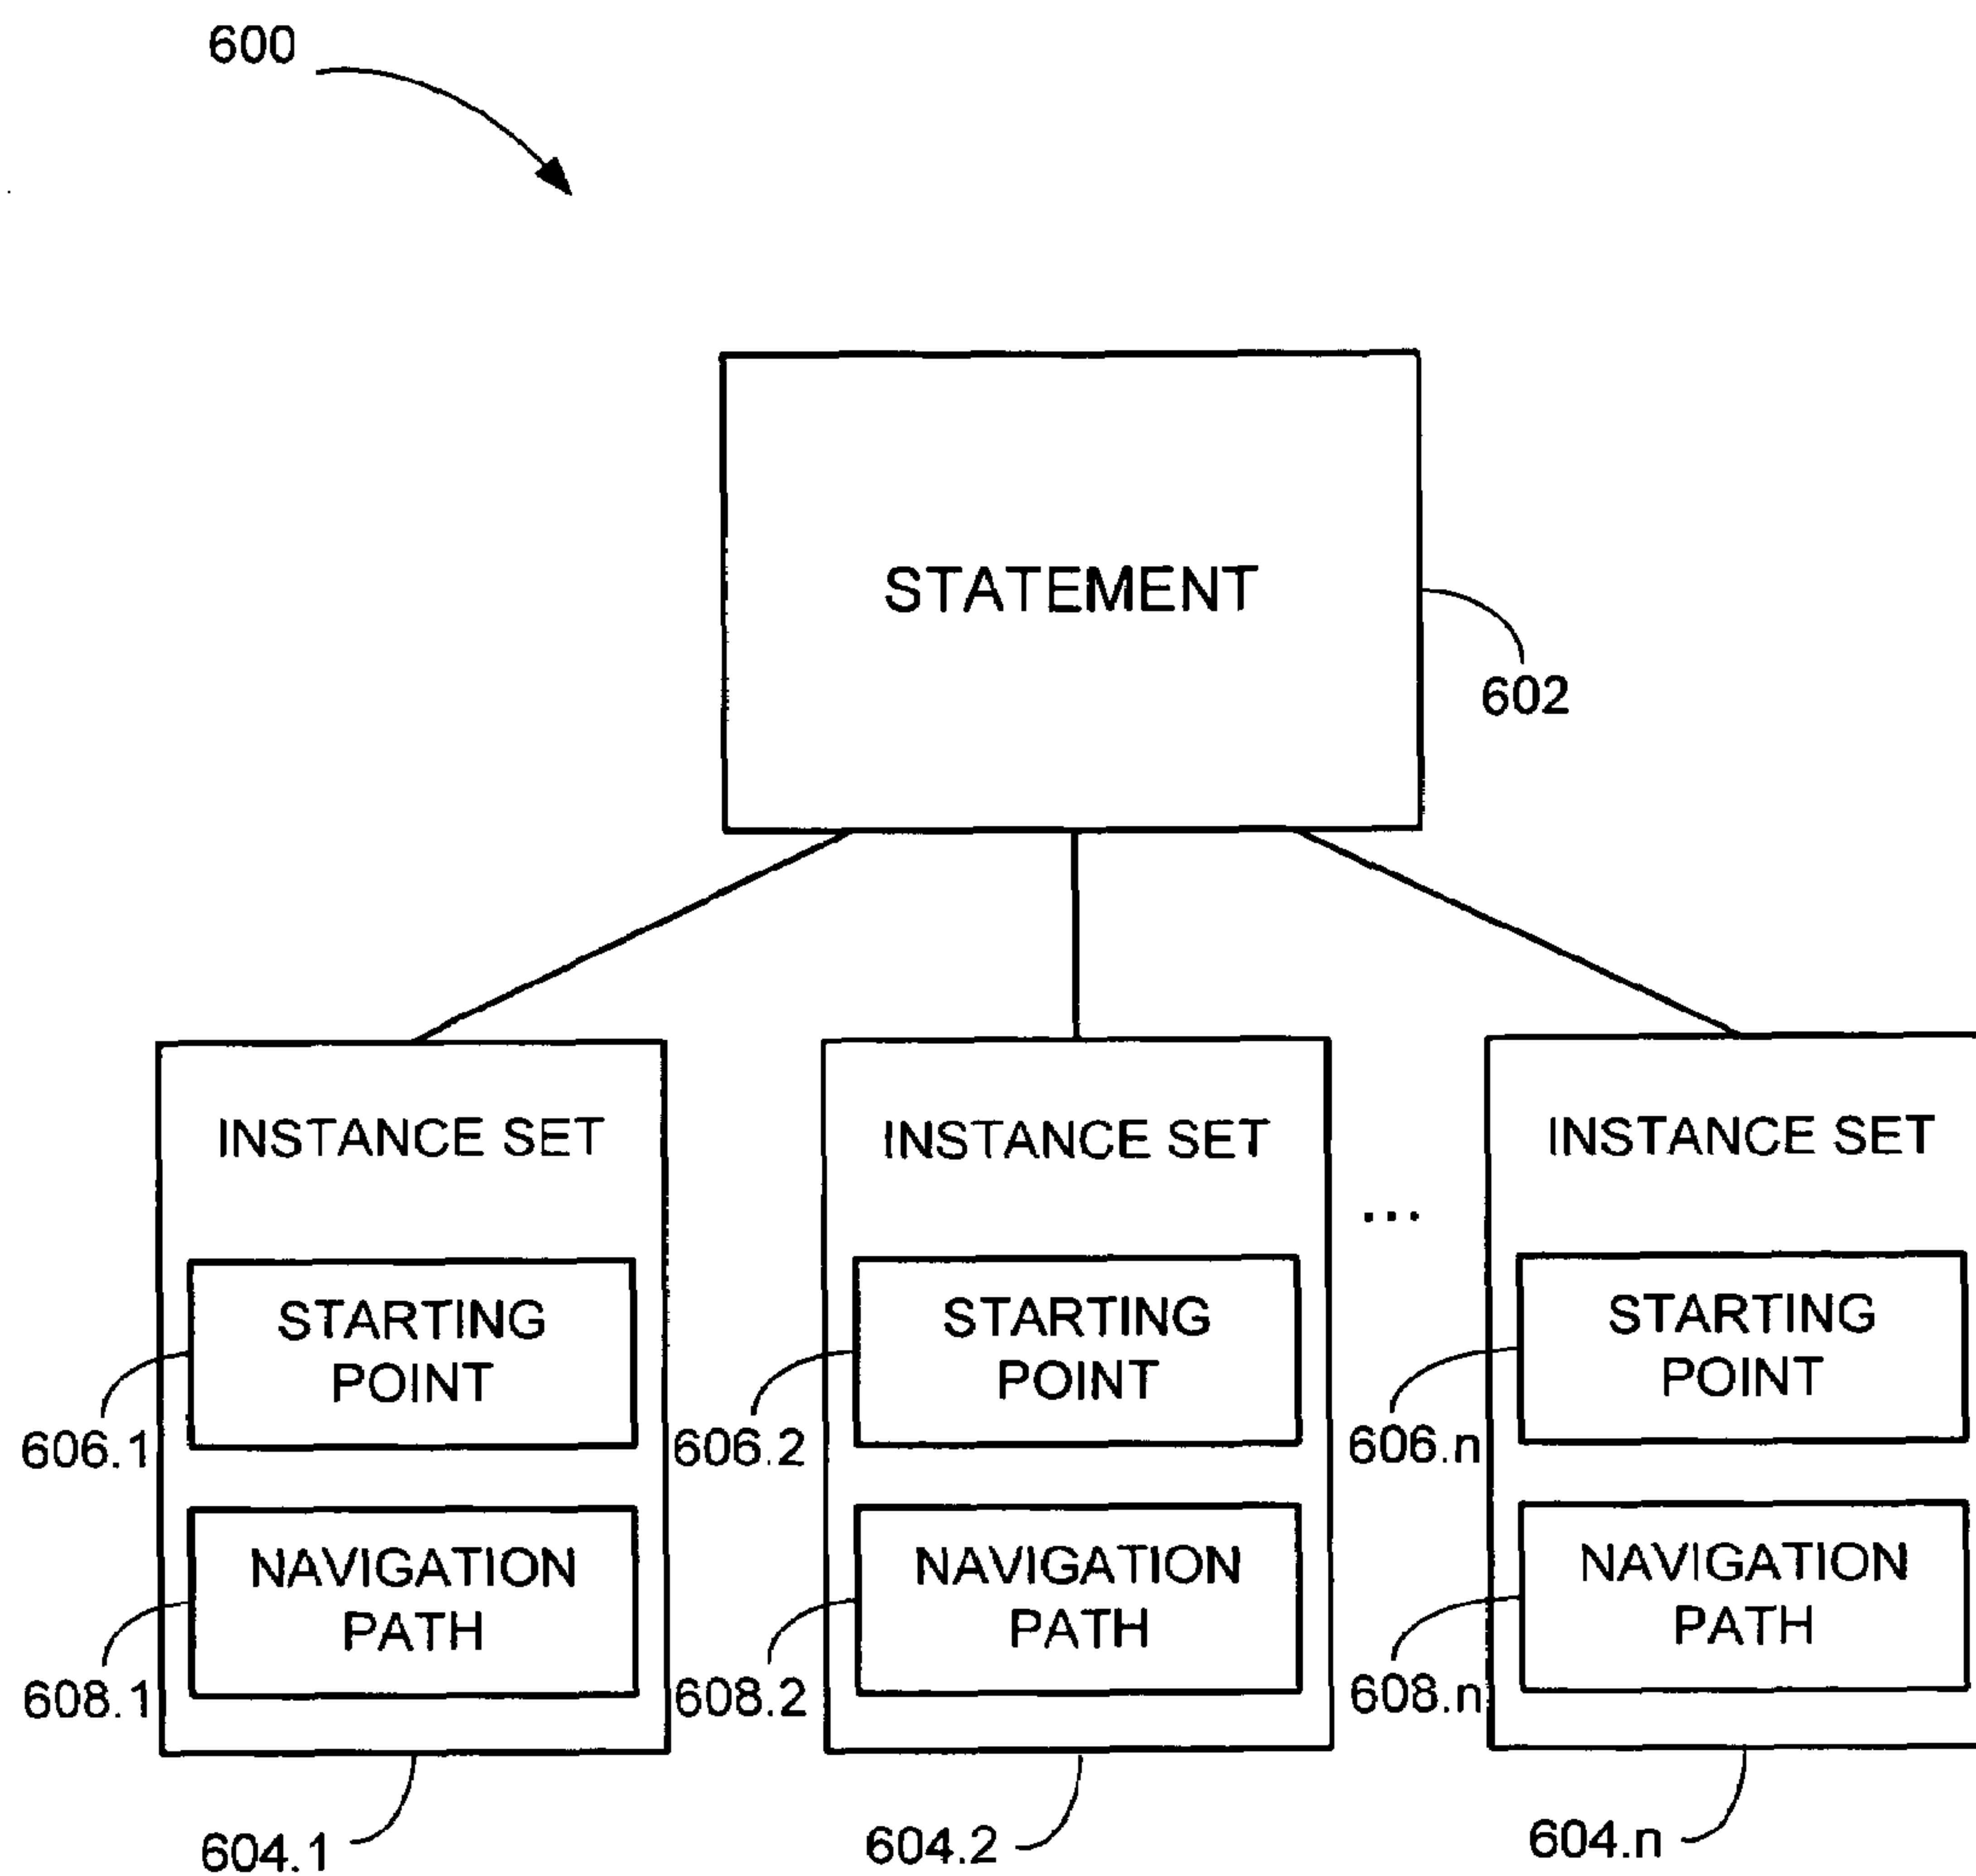 600
STATEMENT
602
INSTANCE SET
INSTANCE SET
INSTANCE SET
...
STARTING
POINT
STARTING
POINT
STARTING
POINT
606.1
606.2
606.n
NAVIGATION
PATH
NAVIGATION
PATH
NAVIGATION
PATH
608.1
608.2
608.n
604.1
604.2
604.n